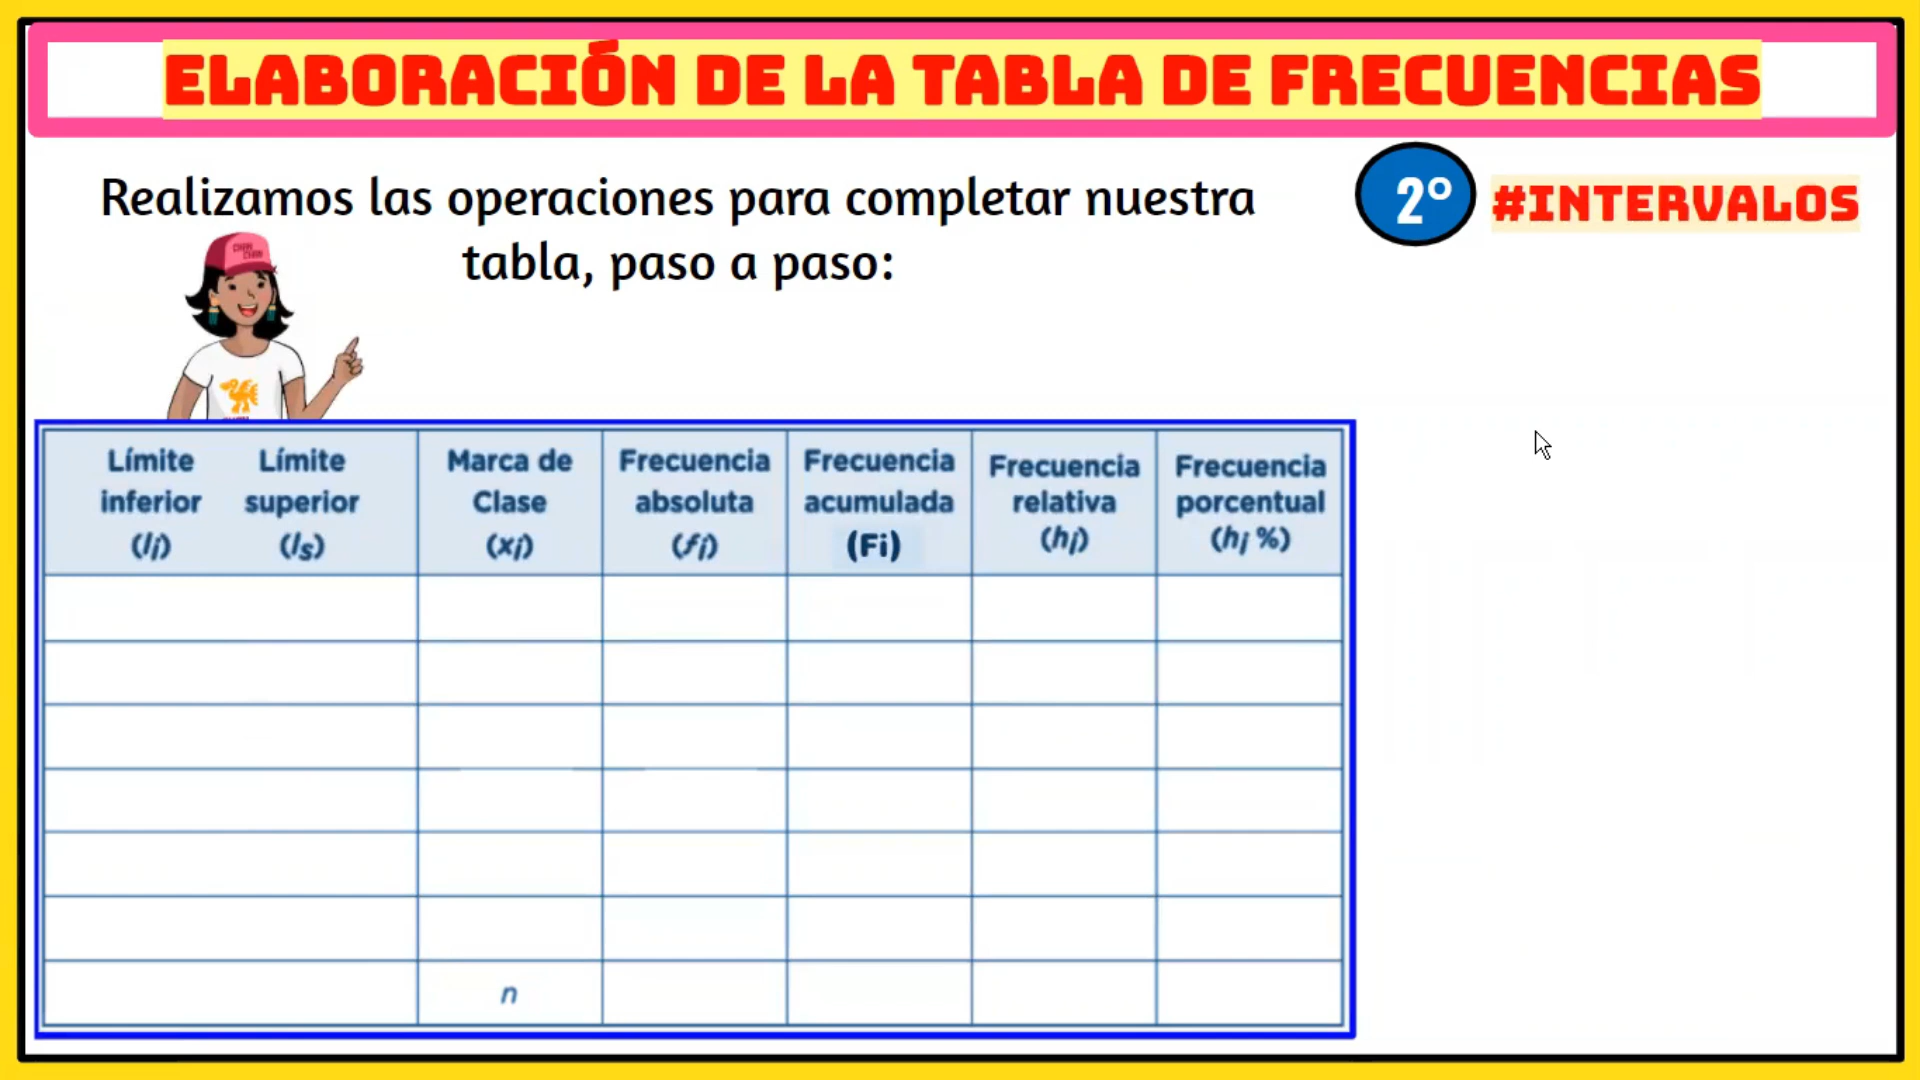 ELABORACIÓN DE LA TABLA DE FRECUENCIAS
Realizamos las operaciones para completar nuestra
tabla, paso a paso:
2° #INTERVALOS
CHAN
CHAN
Límite inferior (li)
Límite superior (ls)
Marca de Clase (xi)
Frecuencia absoluta (fi)
Frecuencia acumulada (Fi)
Frecuencia relativa (hi)
Frecuencia porcentual (hi %)
n